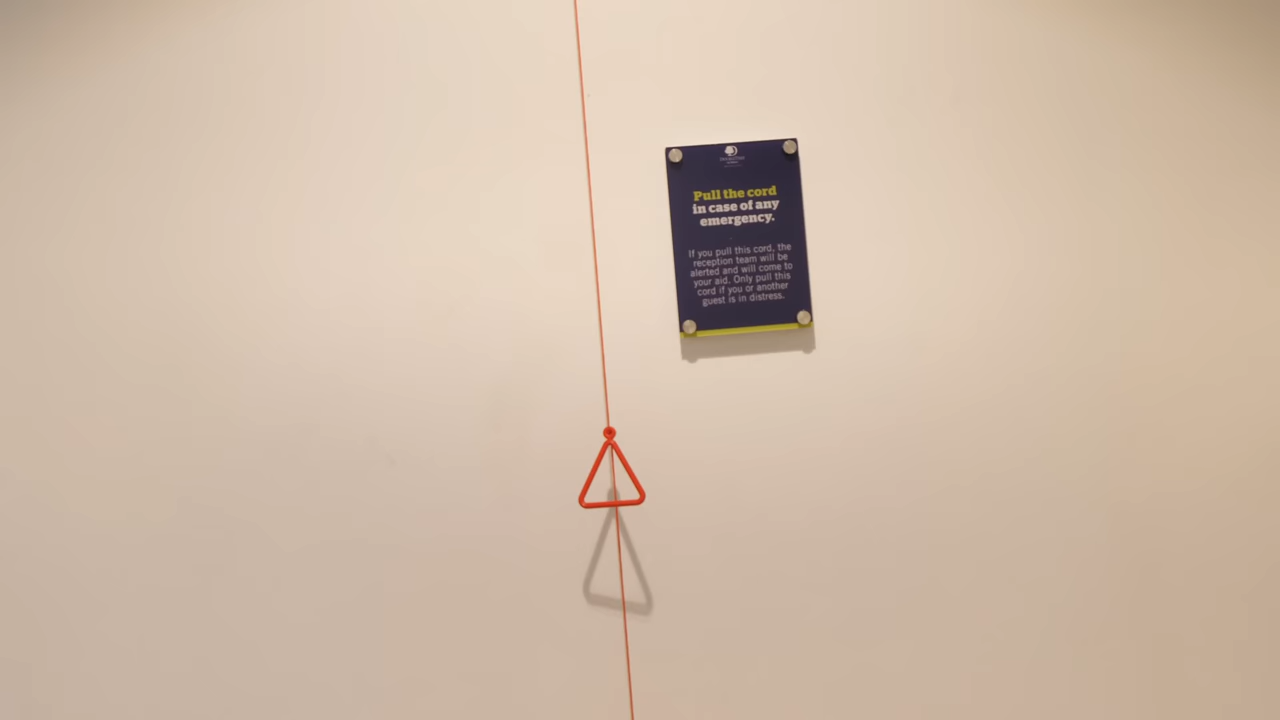 DOUBLETREE
Pull the cord
in case of any
emergency.
If you pull this cord, the
reception team will be
alerted and will come to
your aid. Only pull this
cord if you or another
guest is in distress.